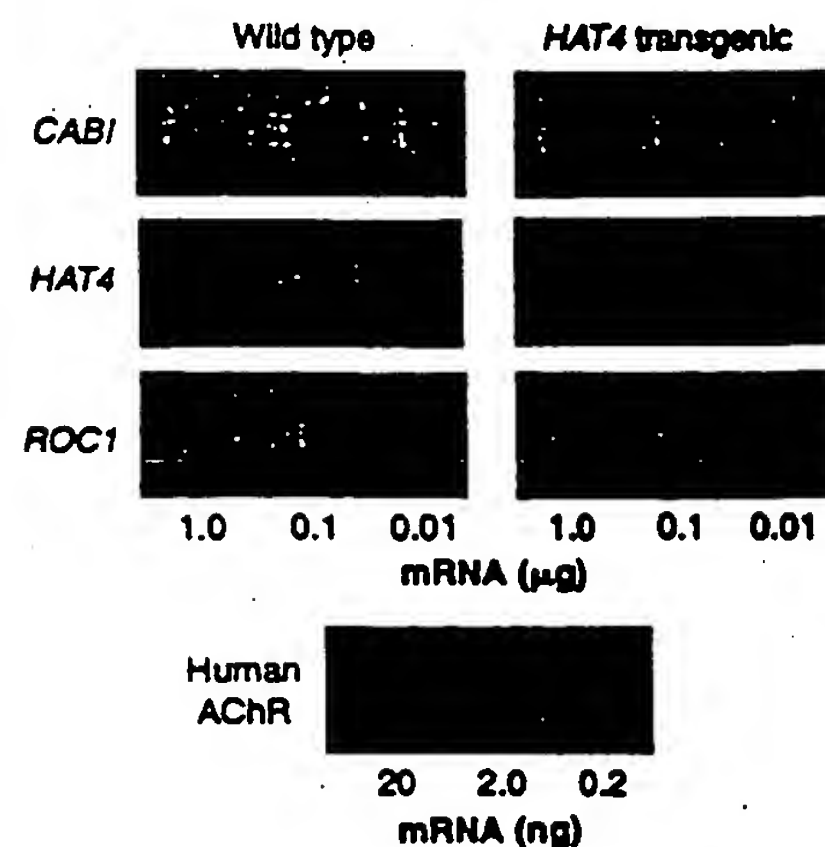 Wild type HAT4 transgenic
CAB1
HAT4
ROC1
1.0 0.1 0.01 1.0 0.1 0.01
mRNA (μg)
Human
AChR
20 2.0 0.2
mRNA (ng)